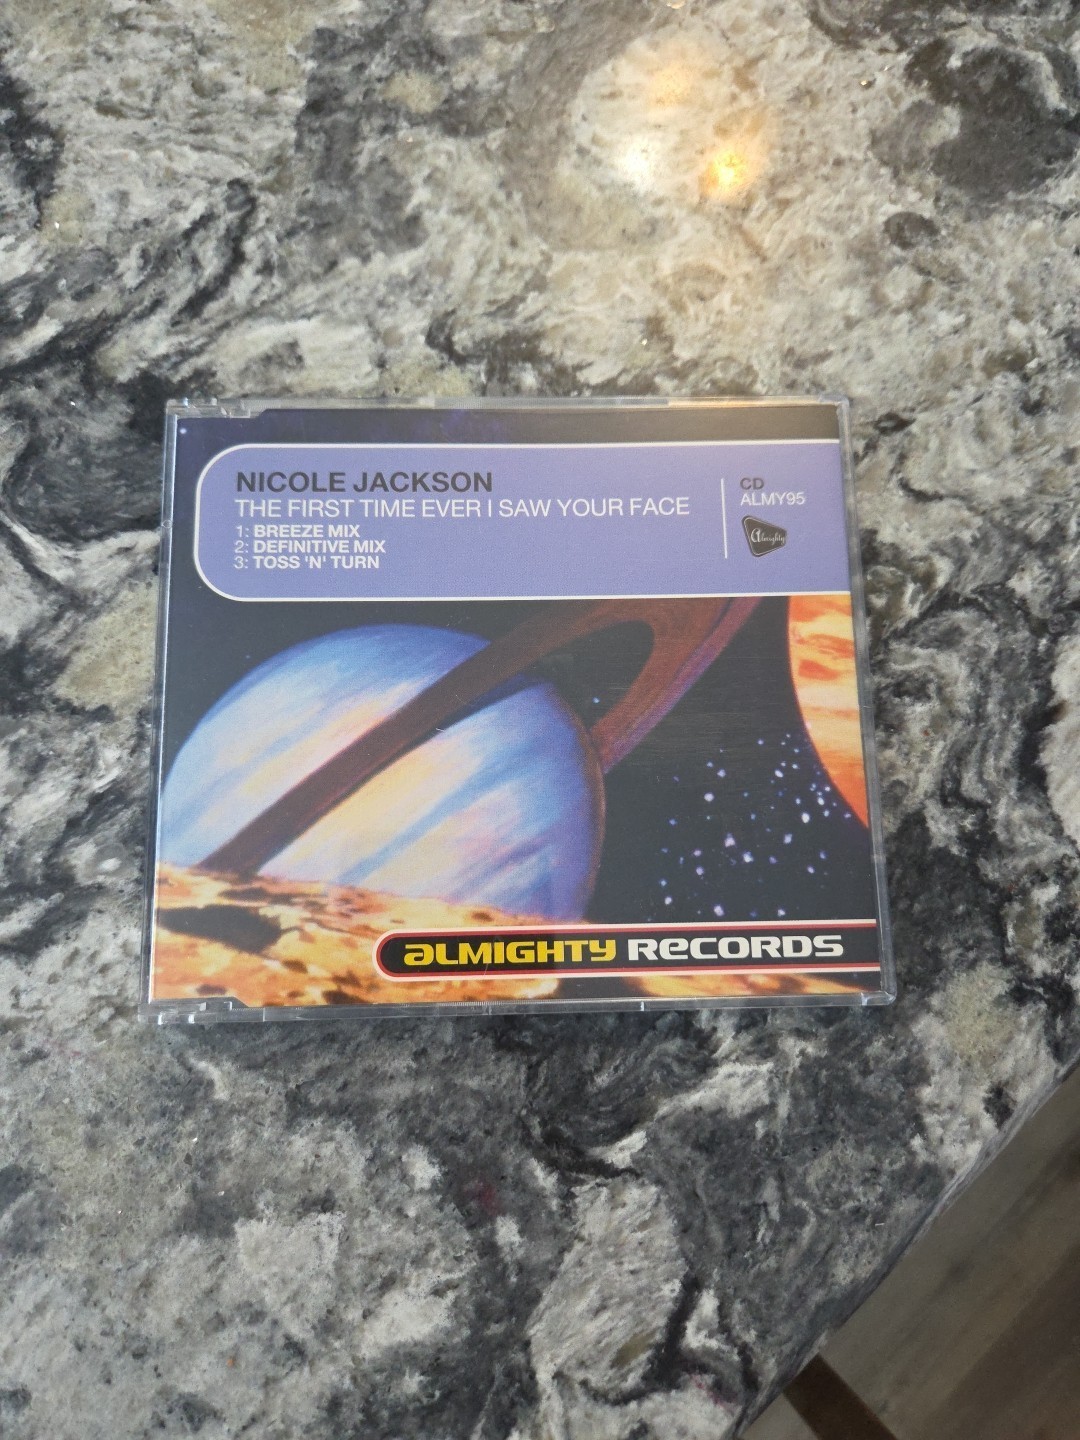 NICOLE JACKSON
THE FIRST TIME EVER I SAW YOUR FACE
1: BREEZE MIX
2: DEFINITIVE MIX
3: TOSS 'N' TURN
CD
ALMY95
Almighty
ALMIGHTY RECORDS